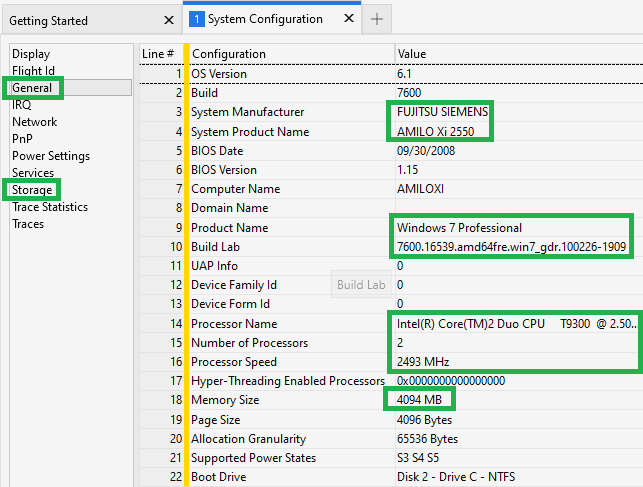 Getting Started
1 System Configuration
Display
Flight Id
General
IRQ
Network
PnP
Power Settings
Services
Storage
Trace Statistics
Traces
Line # Configuration Value
1 OS Version 6.1
2 Build 7600
3 System Manufacturer FUJITSU SIEMENS
4 System Product Name AMILO Xi 2550
5 BIOS Date 09/30/2008
6 BIOS Version 1.15
7 Computer Name AMILOXI
8 Domain Name
9 Product Name Windows 7 Professional
10 Build Lab 7600.16539.amd64fre.win7_gdr.100226-1909
11 UAP Info 0
12 Device Family Id 0
Build Lab
13 Device Form Id 0
14 Processor Name Intel(R) Core(TM)2 Duo CPU T9300 @ 2.50...
15 Number of Processors 2
16 Processor Speed 2493 MHz
17 Hyper-Threading Enabled Processors 0x0000000000000000
18 Memory Size 4094 MB
19 Page Size 4096 Bytes
20 Allocation Granularity 65536 Bytes
21 Supported Power States S3 S4 S5
22 Boot Drive Disk 2 - Drive C - NTFS